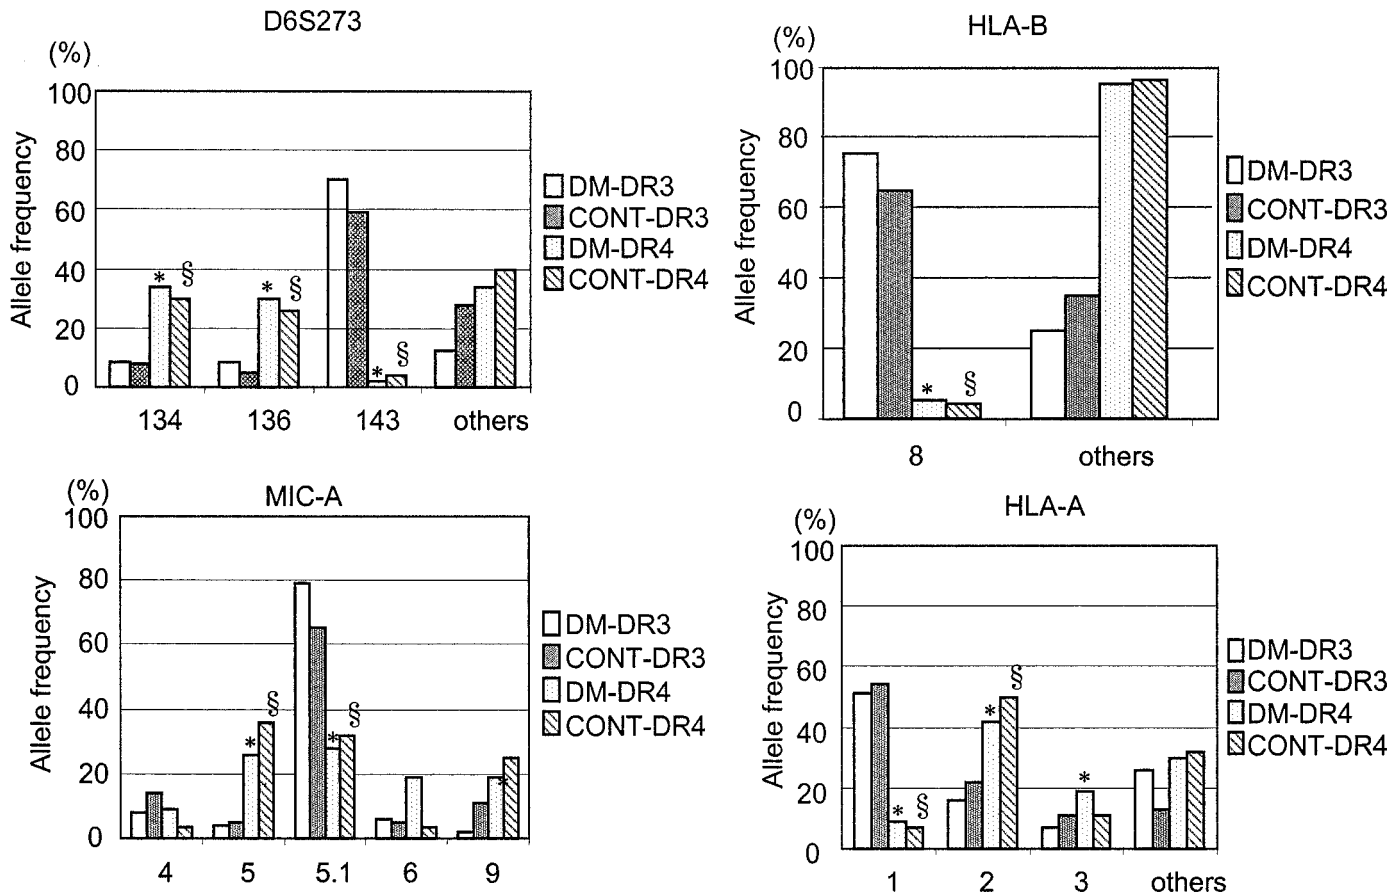 D6S273
(%)
Allele frequency
100
80
60
40
20
0
*
§
*
§
*
§
134
136
143
others
DM-DR3
CONT-DR3
DM-DR4
CONT-DR4
HLA-B
(%)
Allele frequency
100
80
60
40
20
0
*
§
8
others
DM-DR3
CONT-DR3
DM-DR4
CONT-DR4
MIC-A
(%)
Allele frequency
100
80
60
40
20
0
*
§
*
§
*
4
5
5.1
6
9
DM-DR3
CONT-DR3
DM-DR4
CONT-DR4
HLA-A
(%)
Allele frequency
100
80
60
40
20
0
*
§
*
§
*
1
2
3
others
DM-DR3
CONT-DR3
DM-DR4
CONT-DR4